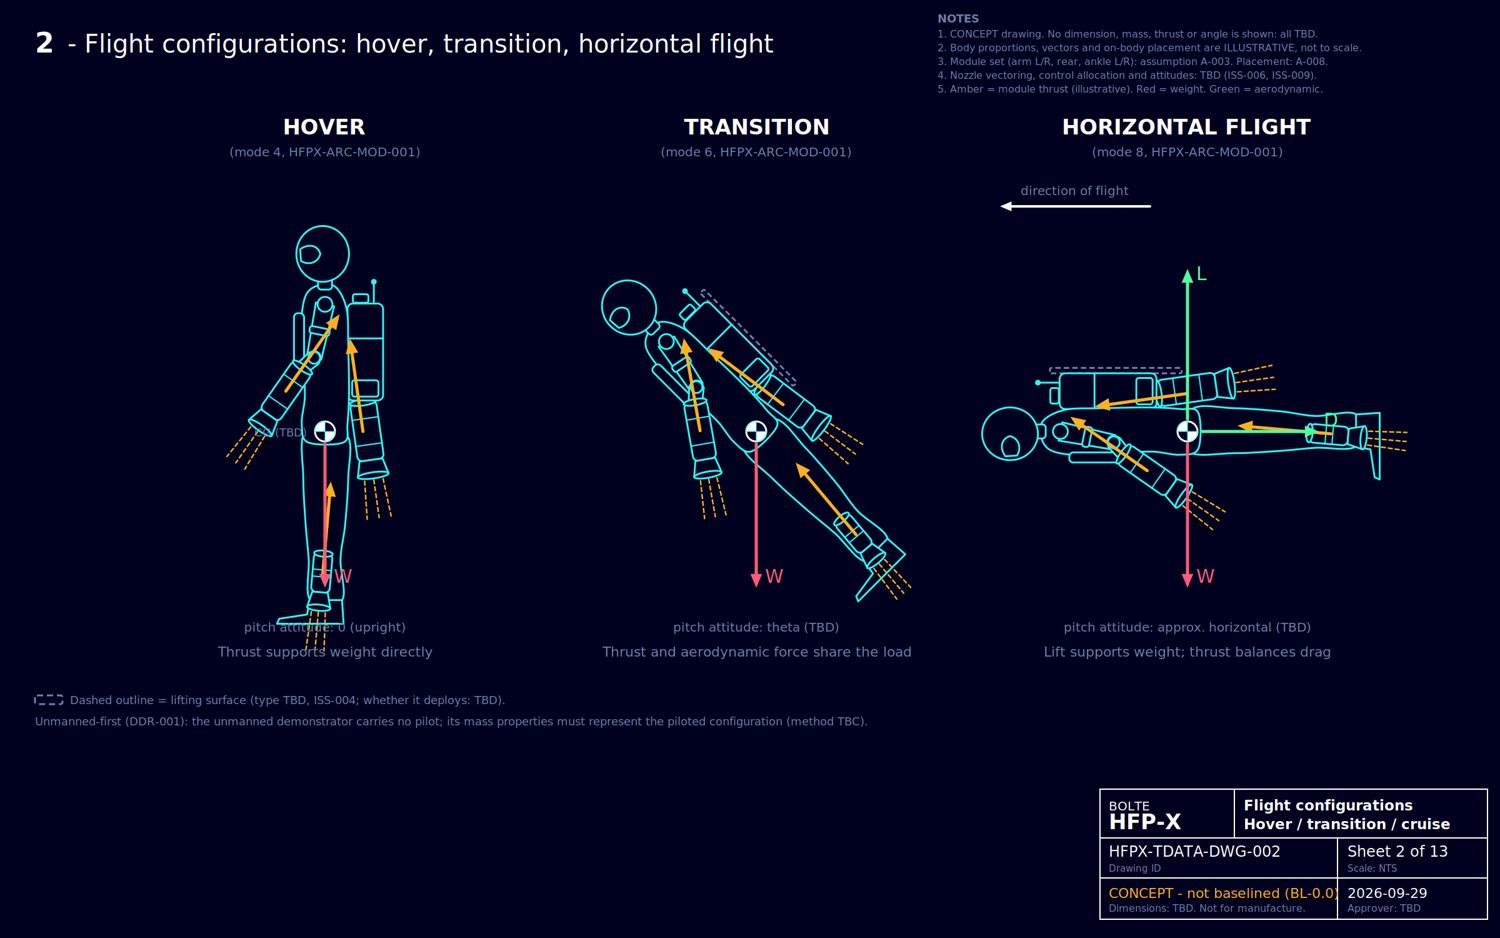 2 - Flight configurations: hover, transition, horizontal flight
NOTES
1. CONCEPT drawing. No dimension, mass, thrust or angle is shown: all TBD.
2. Body proportions, vectors and on-body placement are ILLUSTRATIVE, not to scale.
3. Module set (arm L/R, rear, ankle L/R): assumption A-003. Placement: A-008.
4. Nozzle vectoring, control allocation and attitudes: TBD (ISS-006, ISS-009).
5. Amber = module thrust (illustrative). Red = weight. Green = aerodynamic.
HOVER
(mode 4, HFPX-ARC-MOD-001)
(TBD)
W
pitch attitude: 0 (upright)
Thrust supports weight directly
TRANSITION
(mode 6, HFPX-ARC-MOD-001)
W
pitch attitude: theta (TBD)
Thrust and aerodynamic force share the load
HORIZONTAL FLIGHT
(mode 8, HFPX-ARC-MOD-001)
direction of flight
L
D
W
pitch attitude: approx. horizontal (TBD)
Lift supports weight; thrust balances drag
Dashed outline = lifting surface (type TBD, ISS-004; whether it deploys: TBD).
Unmanned-first (DDR-001): the unmanned demonstrator carries no pilot; its mass properties must represent the piloted configuration (method TBC).
BOLTE
HFP-X
Flight configurations
Hover / transition / cruise
HFPX-TDATA-DWG-002
Drawing ID
Sheet 2 of 13
Scale: NTS
CONCEPT - not baselined (BL-0.0)
Dimensions: TBD. Not for manufacture.
2026-09-29
Approver: TBD